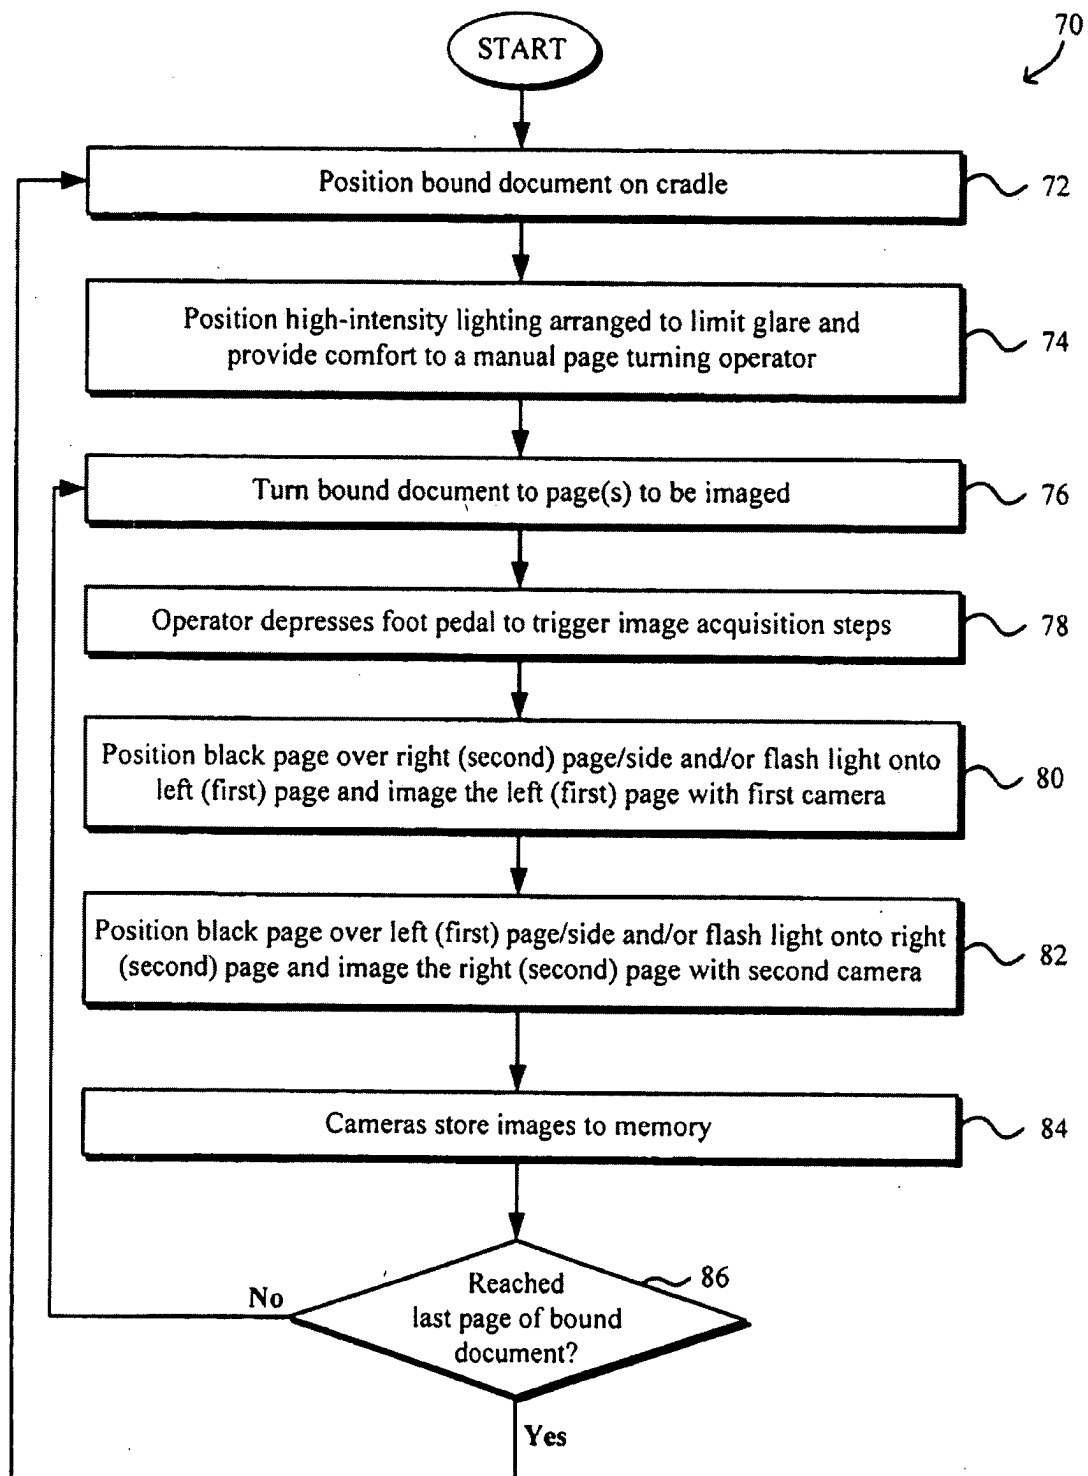 70
START
Position bound document on cradle
72
Position high-intensity lighting arranged to limit glare and
provide comfort to a manual page turning operator
74
Turn bound document to page(s) to be imaged
76
Operator depresses foot pedal to trigger image acquisition steps
78
Position black page over right (second) page/side and/or flash light onto
left (first) page and image the left (first) page with first camera
80
Position black page over left (first) page/side and/or flash light onto right
(second) page and image the right (second) page with second camera
82
Cameras store images to memory
84
Reached
last page of bound
document?
86
No
Yes